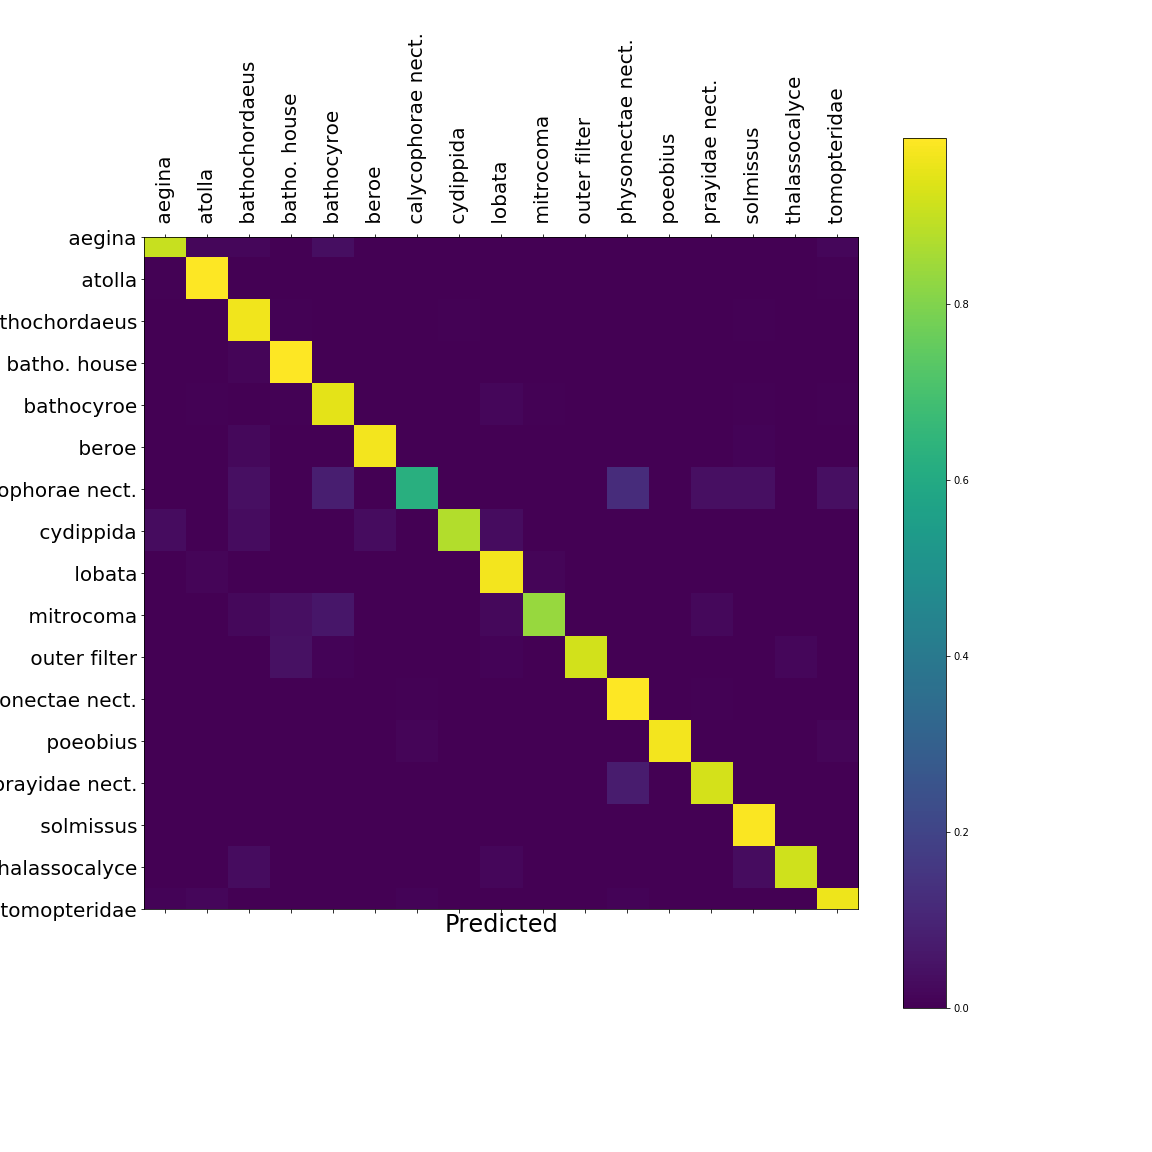 aegina
atolla
bathochordaeus
batho. house
bathocyroe
beroe
calycophorae nect.
cydippida
lobata
mitrocoma
outer filter
physonectae nect.
poeobius
prayidae nect.
solmissus
thalassocalyce
tomopteridae
aegina
atolla
thochordaeus
batho. house
bathocyroe
beroe
ophorae nect.
cydippida
lobata
mitrocoma
outer filter
onectae nect.
poeobius
prayidae nect.
solmissus
halassocalyce
tomopteridae
Predicted
0.8
0.6
0.4
0.2
0.0